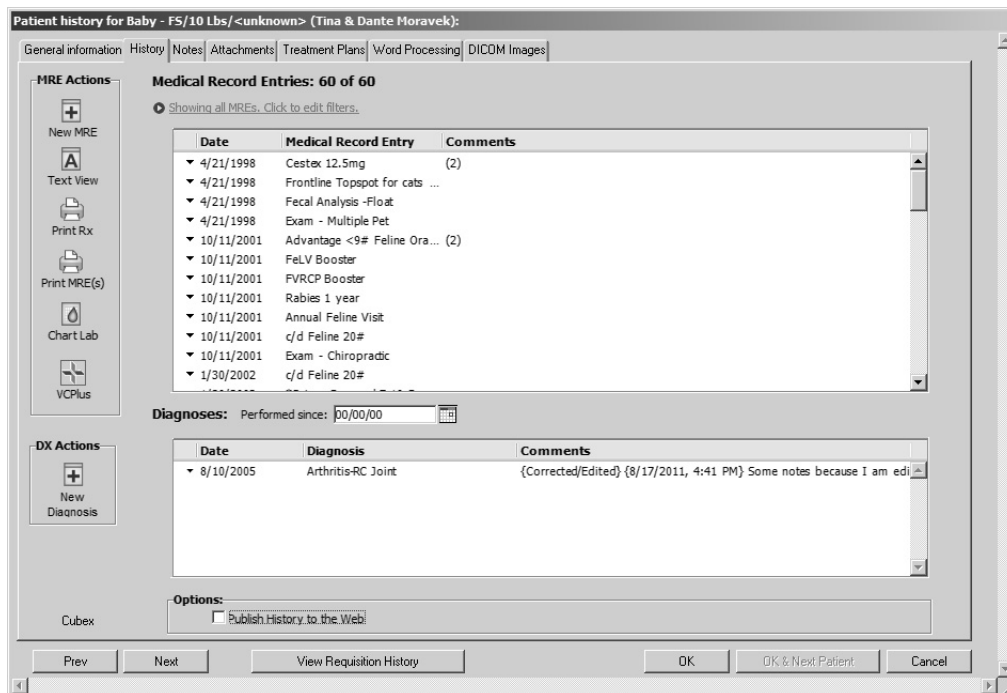 Patient history for Baby - FS/10 Lbs/<unknown> (Tina & Dante Moravek):
General information History Notes Attachments Treatment Plans Word Processing DICOM Images
MRE Actions
New MRE
Text View
Print Rx
Print MRE(s)
Chart Lab
VCPlus
Medical Record Entries: 60 of 60
Showing all MREs. Click to edit filters.
Date Medical Record Entry Comments
4/21/1998 Cestex 12.5mg (2)
4/21/1998 Frontline Topspot for cats ...
4/21/1998 Fecal Analysis -Float
4/21/1998 Exam - Multiple Pet
10/11/2001 Advantage <9# Feline Ora... (2)
10/11/2001 FeLV Booster
10/11/2001 FVRCP Booster
10/11/2001 Rabies 1 year
10/11/2001 Annual Feline Visit
10/11/2001 c/d Feline 20#
10/11/2001 Exam - Chiropractic
1/30/2002 c/d Feline 20#
Diagnoses: Performed since: 00/00/00
DX Actions
New
Diagnosis
Date Diagnosis Comments
8/10/2005 Arthritis-RC Joint {Corrected/Edited} {8/17/2011, 4:41 PM} Some notes because I am edi
Options:
Publish History to the Web
Cubex
Prev Next View Requisition History OK OK & Next Patient Cancel